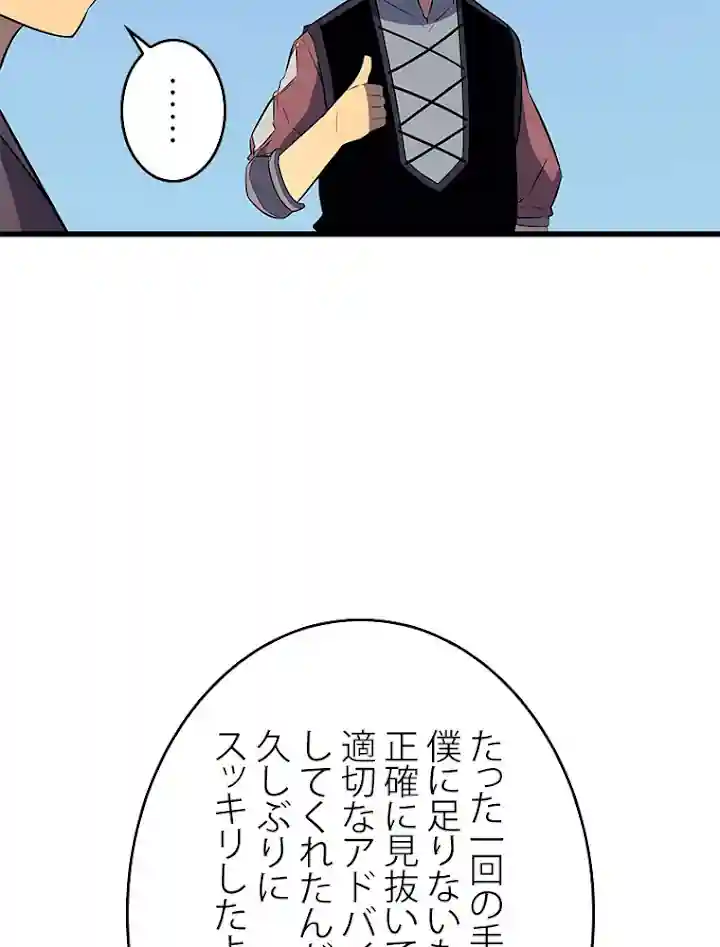 ……
たった一回の手
僕に足りないも
正確に見抜いて
適切なアドバイ
してくれたんだ
久しぶりに
スッキリしたよ